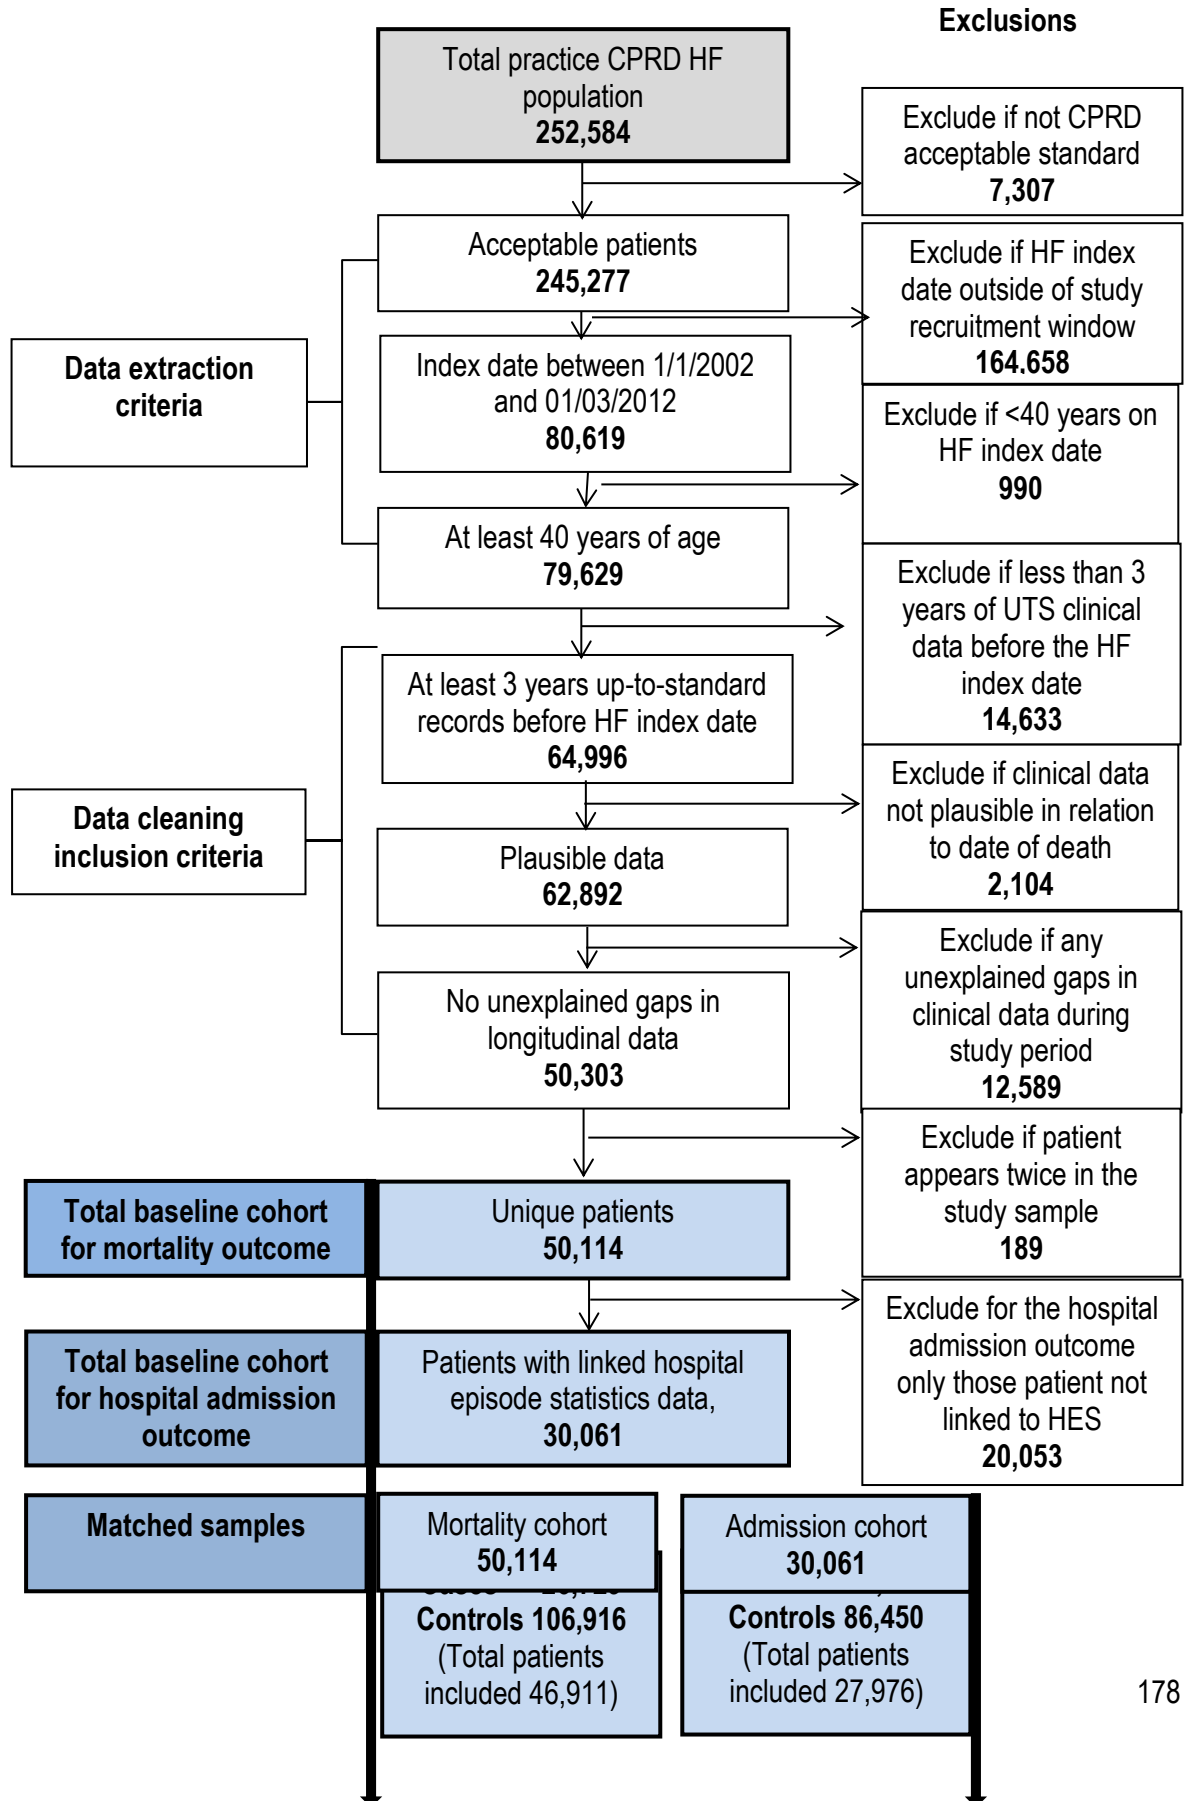 Exclusions
Total practice CPRD HF
population
252,584
Exclude if not CPRD
acceptable standard
7,307
Acceptable patients
245,277
Exclude if HF index
date outside of study
recruitment window
164,658
Data extraction
criteria
Index date between 1/1/2002
and 01/03/2012
80,619
Exclude if <40 years on
HF index date
990
At least 40 years of age
79,629
Exclude if less than 3
years of UTS clinical
data before the HF
index date
14,633
At least 3 years up-to-standard
records before HF index date
64,996
Exclude if clinical data
not plausible in relation
to date of death
2,104
Data cleaning
inclusion criteria
Plausible data
62,892
Exclude if any
unexplained gaps in
clinical data during
study period
12,589
No unexplained gaps in
longitudinal data
50,303
Exclude if patient
appears twice in the
study sample
189
Total baseline cohort
for mortality outcome
Unique patients
50,114
Exclude for the hospital
admission outcome
only those patient not
linked to HES
20,053
Total baseline cohort
for hospital admission
outcome
Patients with linked hospital
episode statistics data,
30,061
Matched samples
Mortality cohort
50,114
Admission cohort
30,061
Controls 106,916
(Total patients
included 46,911)
Controls 86,450
(Total patients
included 27,976)
178